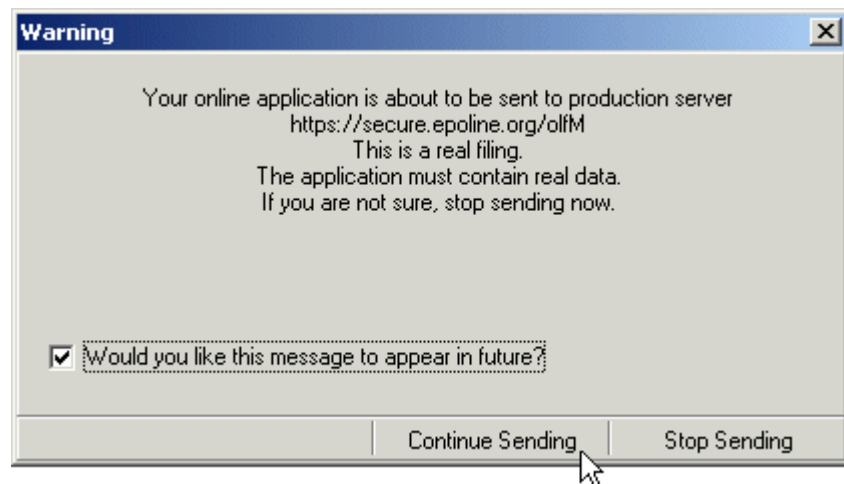 Warning
Your online application is about to be sent to production server
https://secure.epoline.org/olfM
This is a real filing.
The application must contain real data.
If you are not sure, stop sending now.
Would you like this message to appear in future?
Continue Sending
Stop Sending